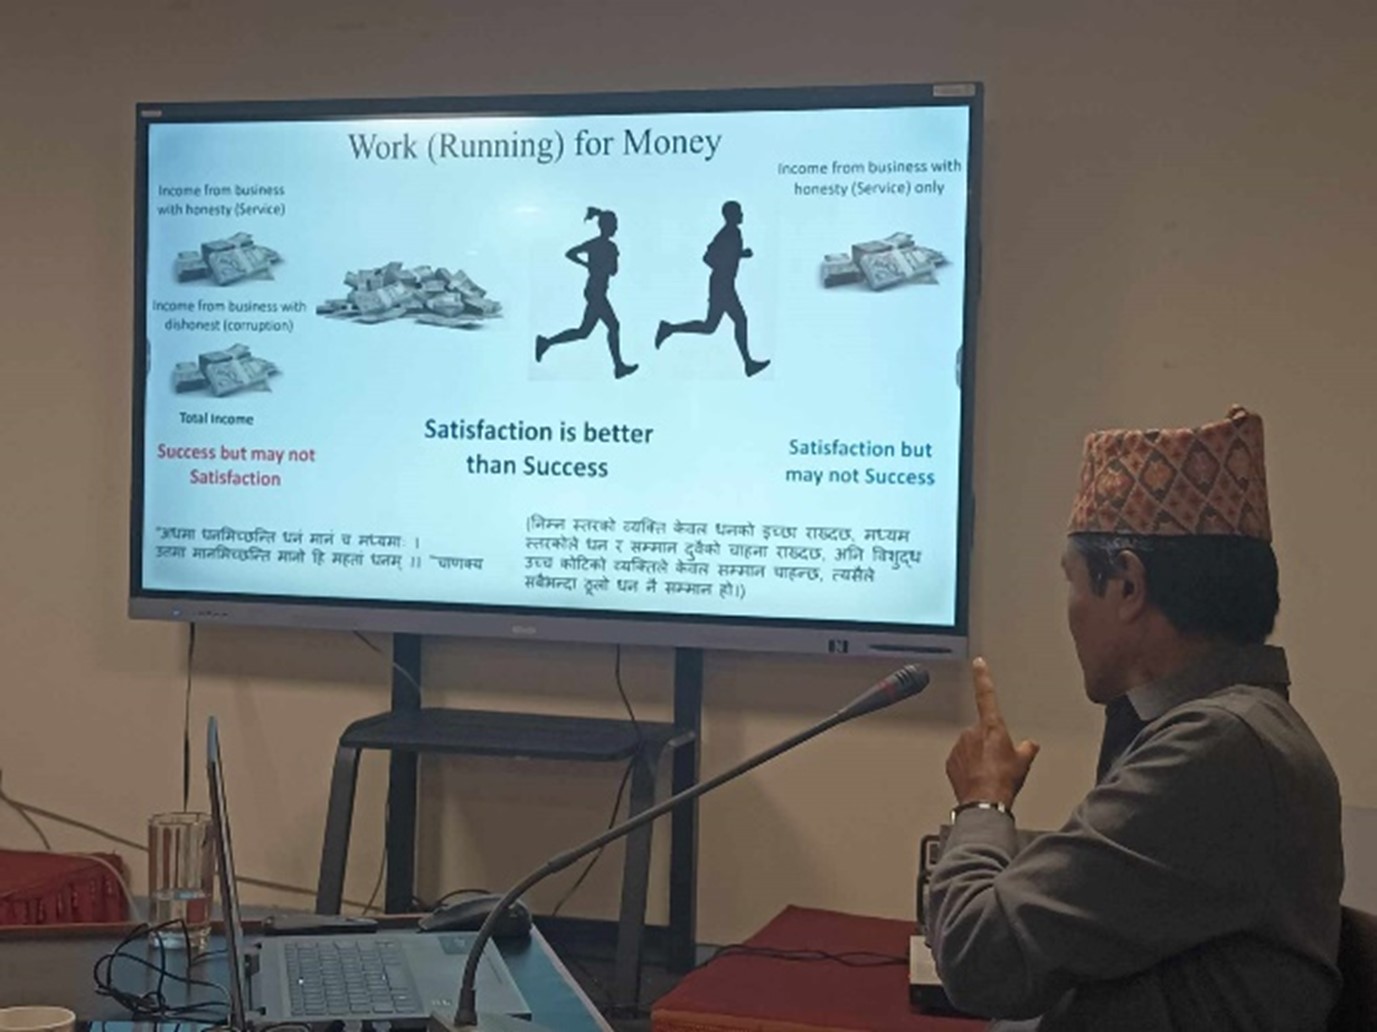 Work (Running) for Money
Income from business
with honesty (Service)
Income from business with
dishonest (corruption)
Total Income
Success but may not
Satisfaction
Satisfaction is better
than Success
Income from business with
honesty (Service) only
Satisfaction but
may not Success
"अधमा धनमिच्छन्ति धनं मानं च मध्यमाः ।
उतमा मानमिच्छन्ति मानो हि महतां धनम् ।। "चाणक्य
(निम्न स्तरको व्यक्ति केवल धनको इच्छा राख्दछ, मध्यम
स्तरकोले धन र सम्मान दुवैको चाहना राख्दछ, अनि विशुद्ध
उच्च कोटिको व्यक्तिले केवल सम्मान चाहन्छ, त्यसैले
सबैभन्दा ठूलो धन नै सम्मान हो।)
N